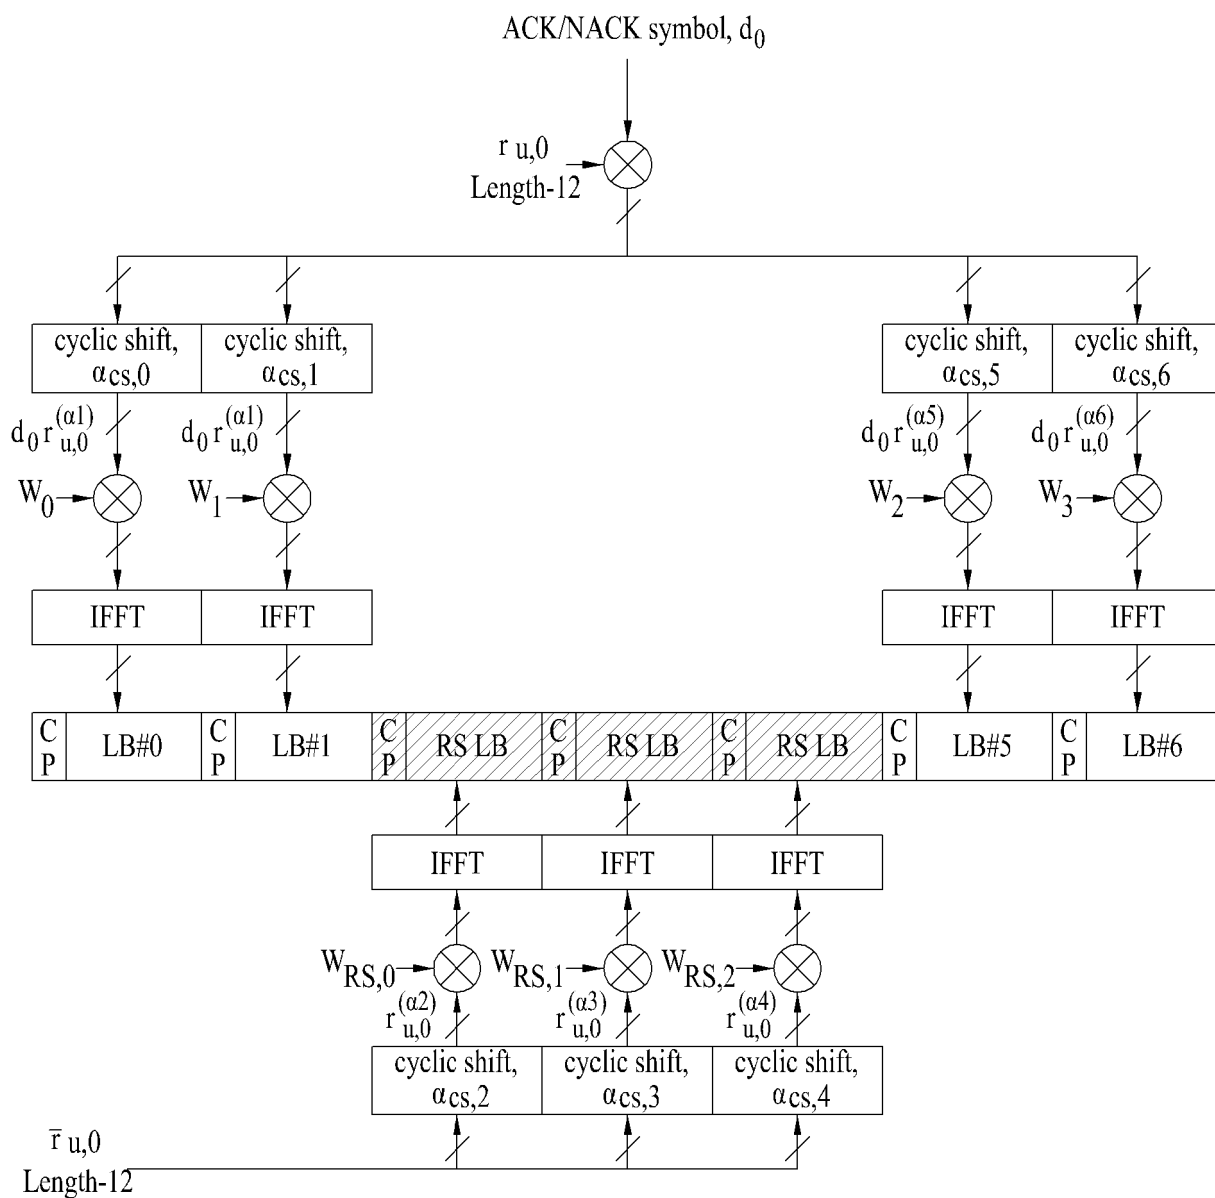 ACK/NACK symbol, d0
r u,0
Length-12
cyclic shift, αcs,0
cyclic shift, αcs,1
cyclic shift, αcs,5
cyclic shift, αcs,6
d0 r u,0 (α1)
d0 r u,0 (α1)
d0 r u,0 (α5)
d0 r u,0 (α6)
W0
W1
W2
W3
IFFT
IFFT
IFFT
IFFT
CP
LB#0
CP
LB#1
CP
RS LB
CP
RS LB
CP
RS LB
CP
LB#5
CP
LB#6
IFFT
IFFT
IFFT
WRS,0
WRS,1
WRS,2
r u,0 (α2)
r u,0 (α3)
r u,0 (α4)
cyclic shift, αcs,2
cyclic shift, αcs,3
cyclic shift, αcs,4
r̄ u,0
Length-12